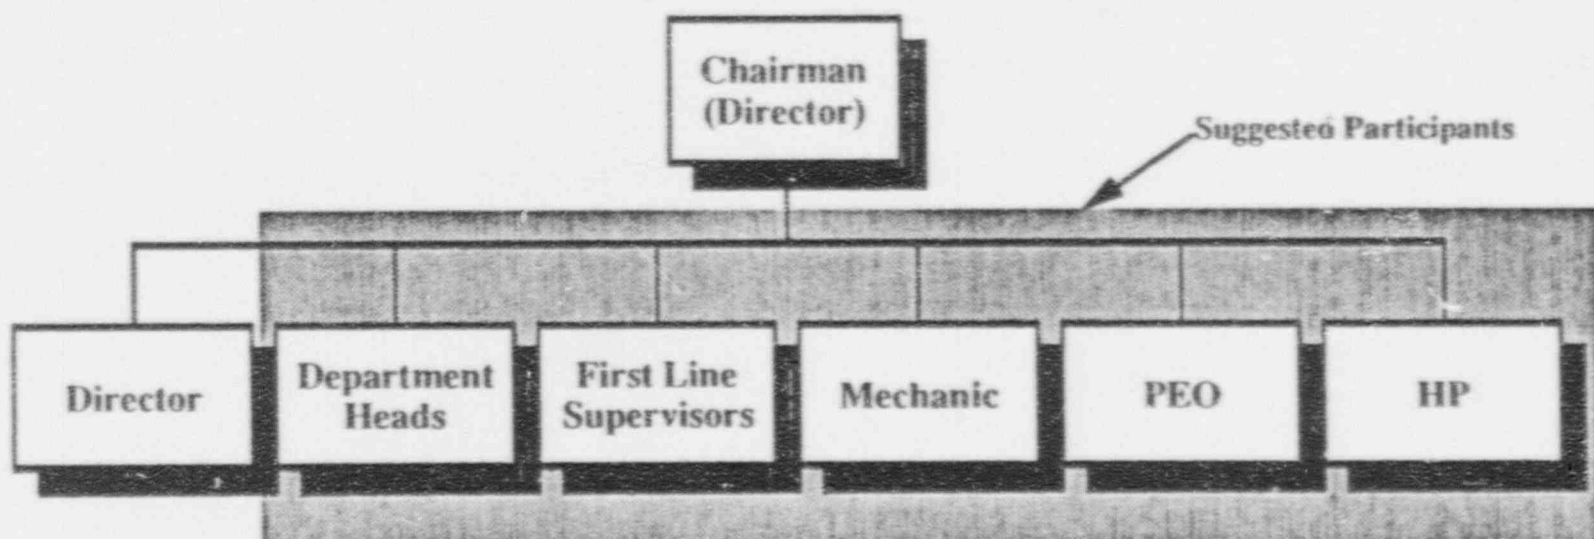 Chairman
(Director)
Suggested Participants
Director
Department
Heads
First Line
Supervisors
Mechanic
PEO
HP